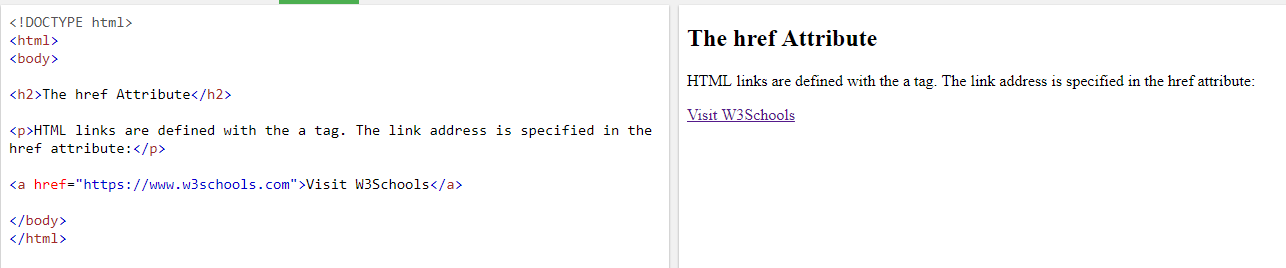 <!DOCTYPE html>
<html>
<body>
<h2>The href Attribute</h2>
<p>HTML links are defined with the a tag. The link address is specified in the
href attribute:</p>
<a href="https://www.w3schools.com">Visit W3Schools</a>
</body>
</html>
The href Attribute
HTML links are defined with the a tag. The link address is specified in the href attribute:
Visit W3Schools